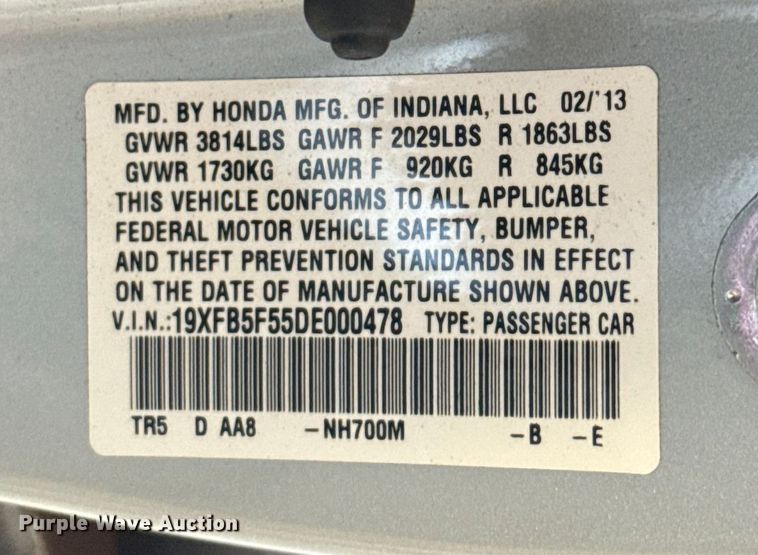 MFD. BY HONDA MFG. OF INDIANA, LLC 02/'13
GVWR 3814LBS GAWR F 2029LBS R 1863LBS
GVWR 1730KG GAWR F 920KG R 845KG
THIS VEHICLE CONFORMS TO ALL APPLICABLE
FEDERAL MOTOR VEHICLE SAFETY, BUMPER,
AND THEFT PREVENTION STANDARDS IN EFFECT
ON THE DATE OF MANUFACTURE SHOWN ABOVE.
V.I.N.:19XFB5F55DE000478 TYPE: PASSENGER CAR
TR5 D AA8 -NH700M -B -E
Purple Wave Auction